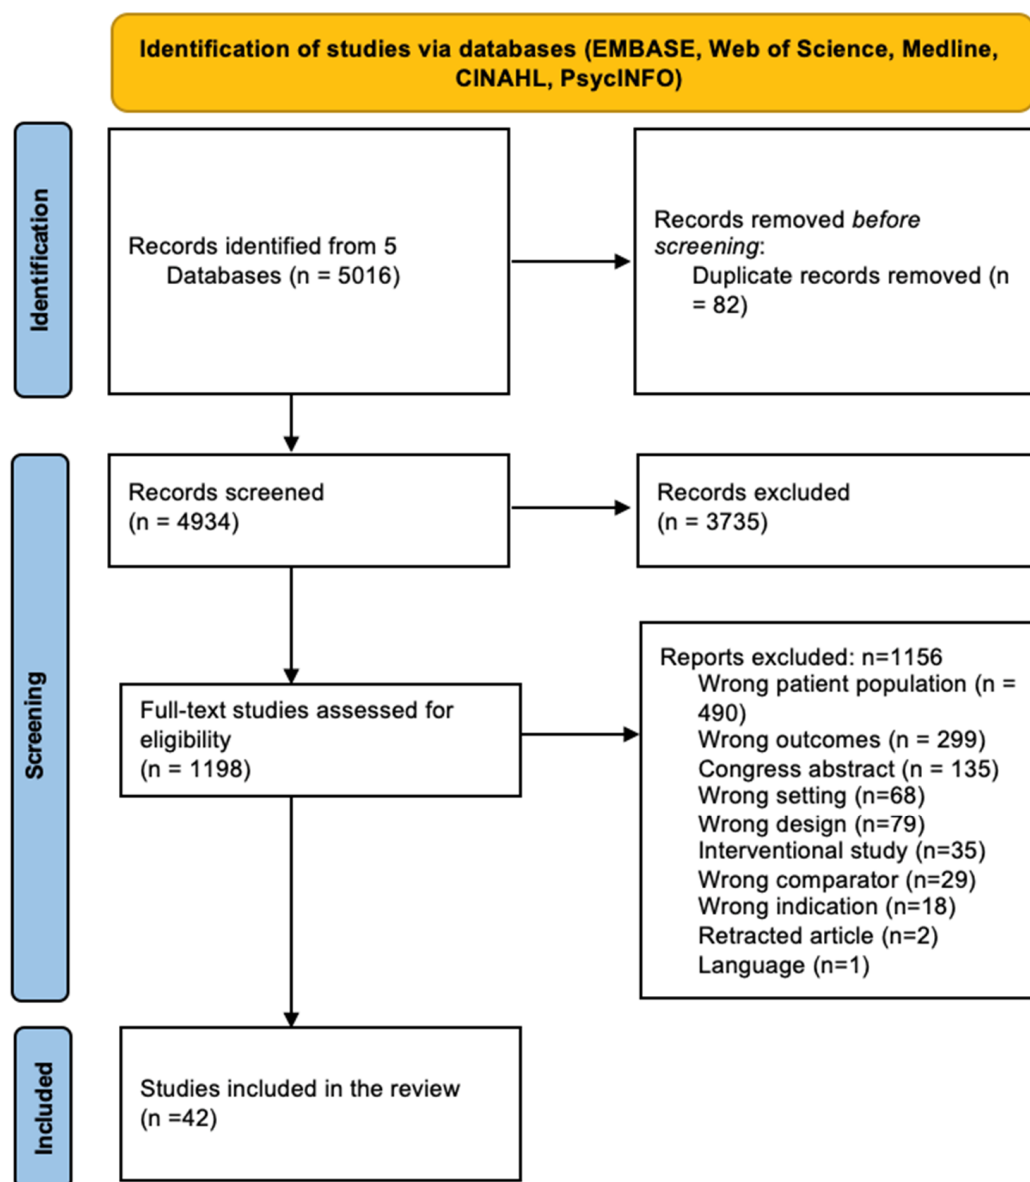 Identification of studies via databases (EMBASE, Web of Science, Medline,
CINAHL, PsycINFO)
Identification
Records identified from 5
Databases (n = 5016)
Records removed before
screening:
Duplicate records removed (n
= 82)
Screening
Records screened
(n = 4934)
Records excluded
(n = 3735)
Full-text studies assessed for
eligibility
(n = 1198)
Reports excluded: n=1156
Wrong patient population (n =
490)
Wrong outcomes (n = 299)
Congress abstract (n = 135)
Wrong setting (n=68)
Wrong design (n=79)
Interventional study (n=35)
Wrong comparator (n=29)
Wrong indication (n=18)
Retracted article (n=2)
Language (n=1)
Included
Studies included in the review
(n =42)